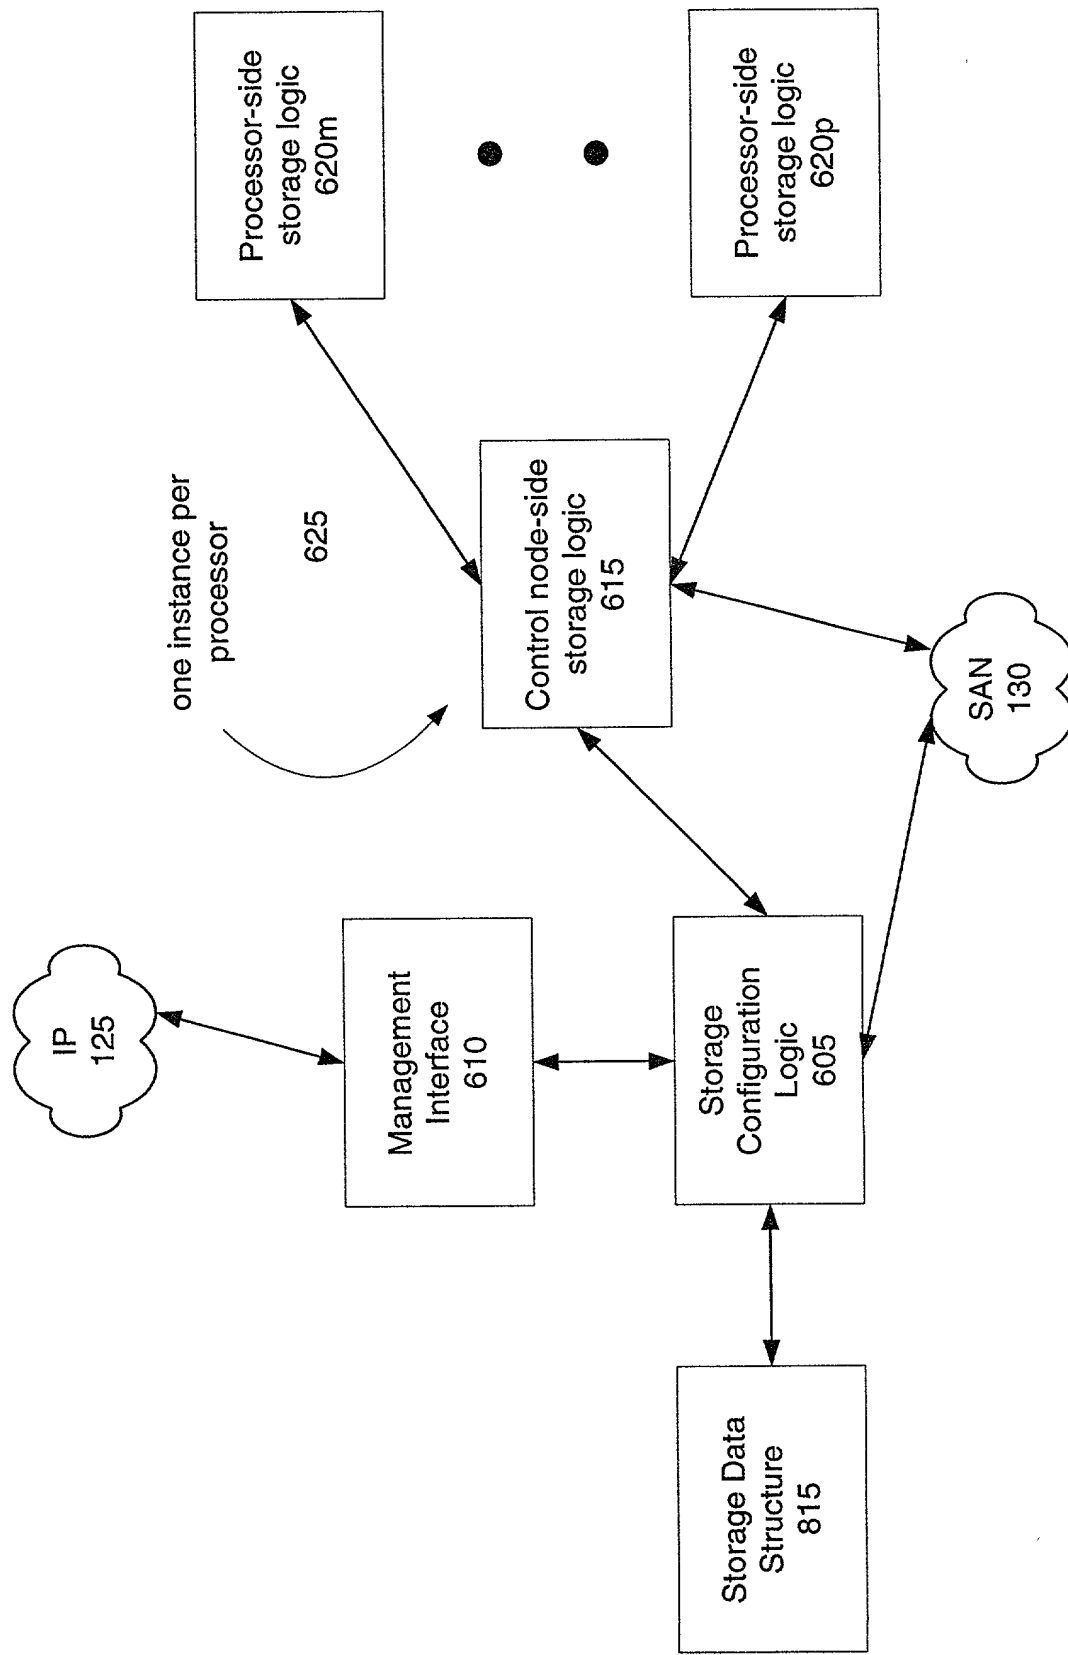 Storage Data
Structure
815
IP
125
Management
Interface
610
Storage
Configuration
Logic
605
one instance per
processor
625
Control node-side
storage logic
615
SAN
130
Processor-side
storage logic
620m
Processor-side
storage logic
620p